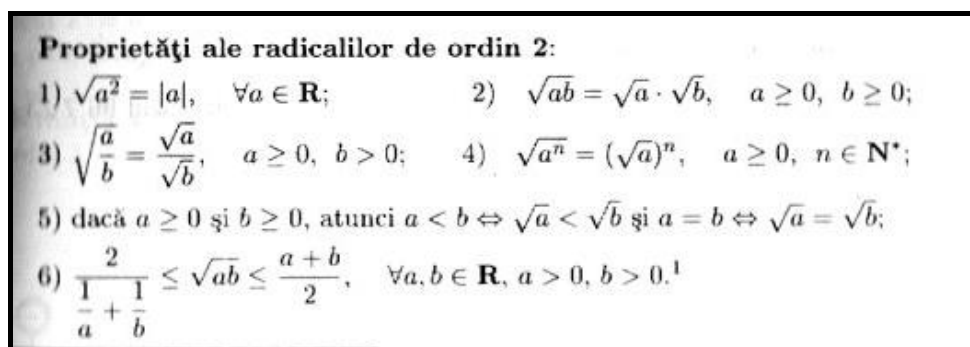 Proprietăţi ale radicalilor de ordin 2:
1) √a² = |a|, ∀a ∈ R; 2) √ab = √a · √b, a ≥ 0, b ≥ 0;
3) √(a/b) = √a/√b, a ≥ 0, b > 0; 4) √aⁿ = (√a)ⁿ, a ≥ 0, n ∈ N*;
5) dacă a ≥ 0 şi b ≥ 0, atunci a < b ⇔ √a < √b şi a = b ⇔ √a = √b;
6) 2/(1/a + 1/b) ≤ √ab ≤ (a + b)/2, ∀a, b ∈ R, a > 0, b > 0.¹